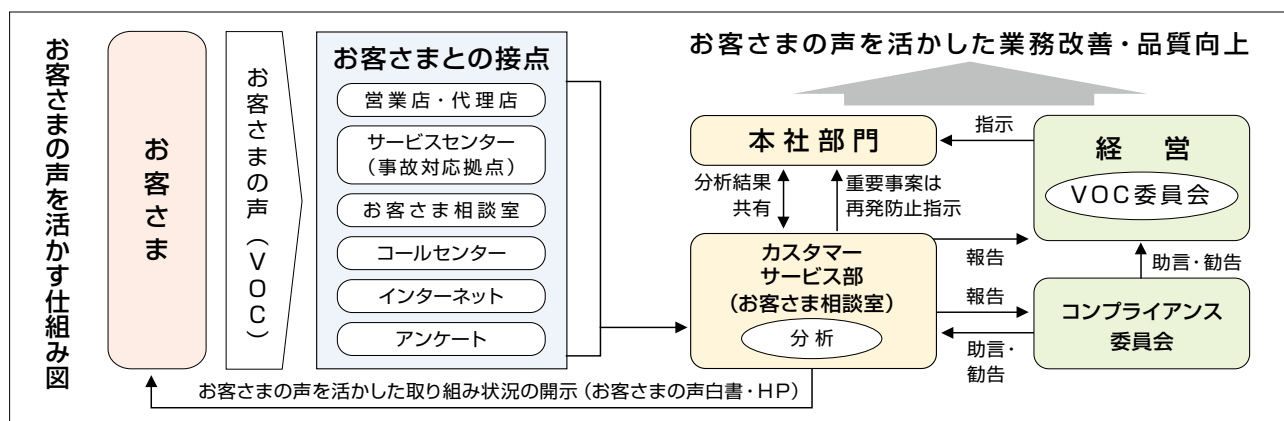 お客さまの声を活かす仕組み図
お客さま
お客さまの声（VOC）
お客さまとの接点
営業店・代理店
サービスセンター
（事故対応拠点）
お客さま相談室
コールセンター
インターネット
アンケート
お客さまの声を活かした業務改善・品質向上
本社部門
指示
経営
VOC委員会
分析結果
共有
重要事案は
再発防止指示
カスタマー
サービス部
（お客さま相談室）
分析
報告
助言・勧告
報告
コンプライアンス
委員会
助言・
勧告
お客さまの声を活かした取り組み状況の開示（お客さまの声白書・HP）